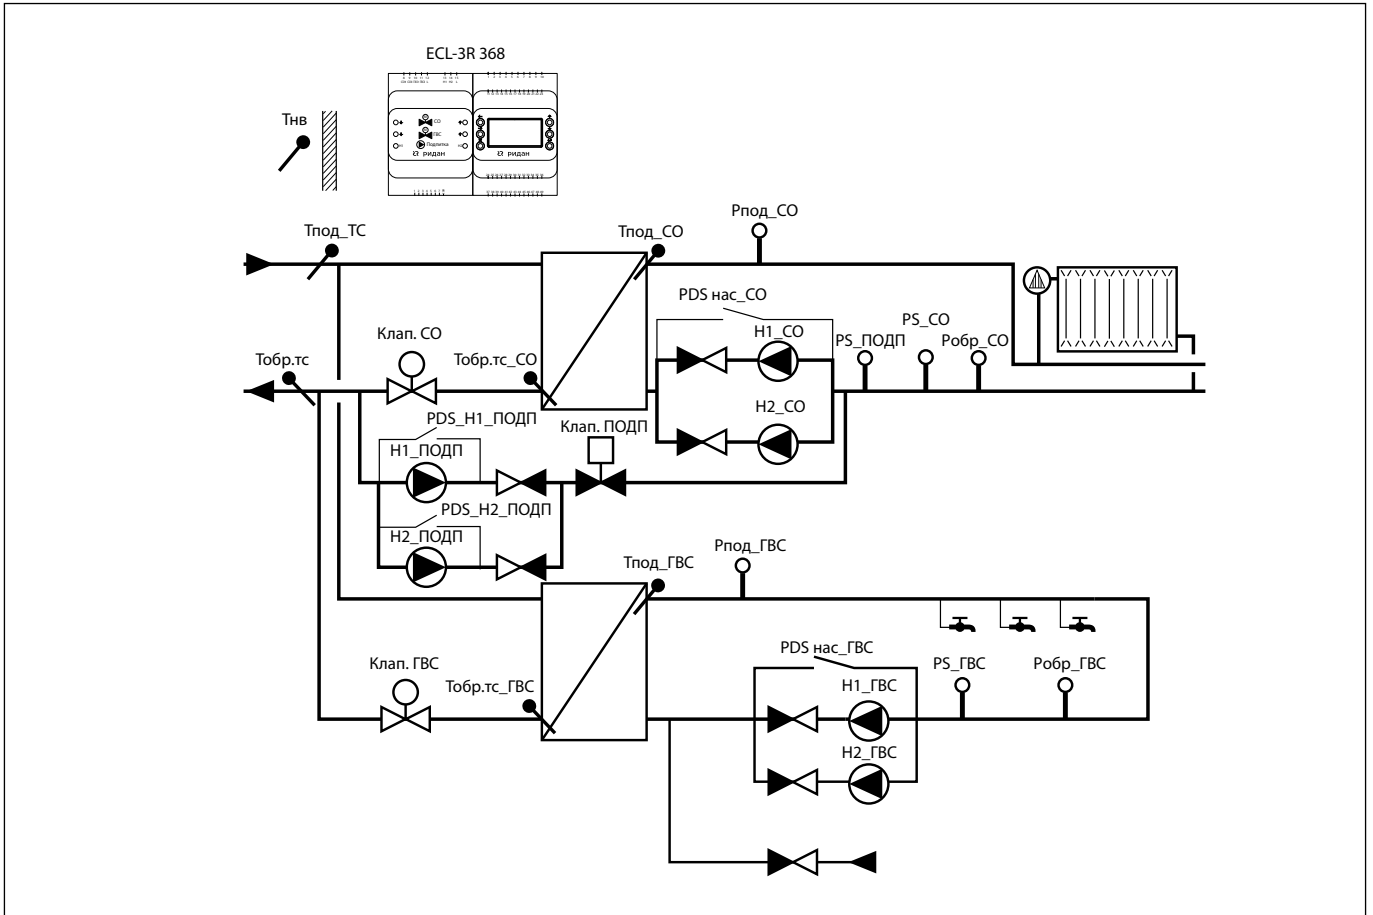 ECL-3R 368
Тнв
СО
ГВС
Подпитка
ридан
ридан
Тпод_ТС
Тпод_СО
Рпод_СО
PDS нас_СО
Клап. СО
Н1_СО
PS_СО
PS_ПОДП
Робр_СО
Тобр.тс
Тобр.тс_СО
Н2_СО
PDS_Н1_ПОДП
Клап. ПОДП
Н1_ПОДП
PDS_Н2_ПОДП
Н2_ПОДП
Тпод_ГВС
Рпод_ГВС
PDS нас_ГВС
Клап. ГВС
PS_ГВС
Робр_ГВС
Тобр.тс_ГВС
Н1_ГВС
Н2_ГВС